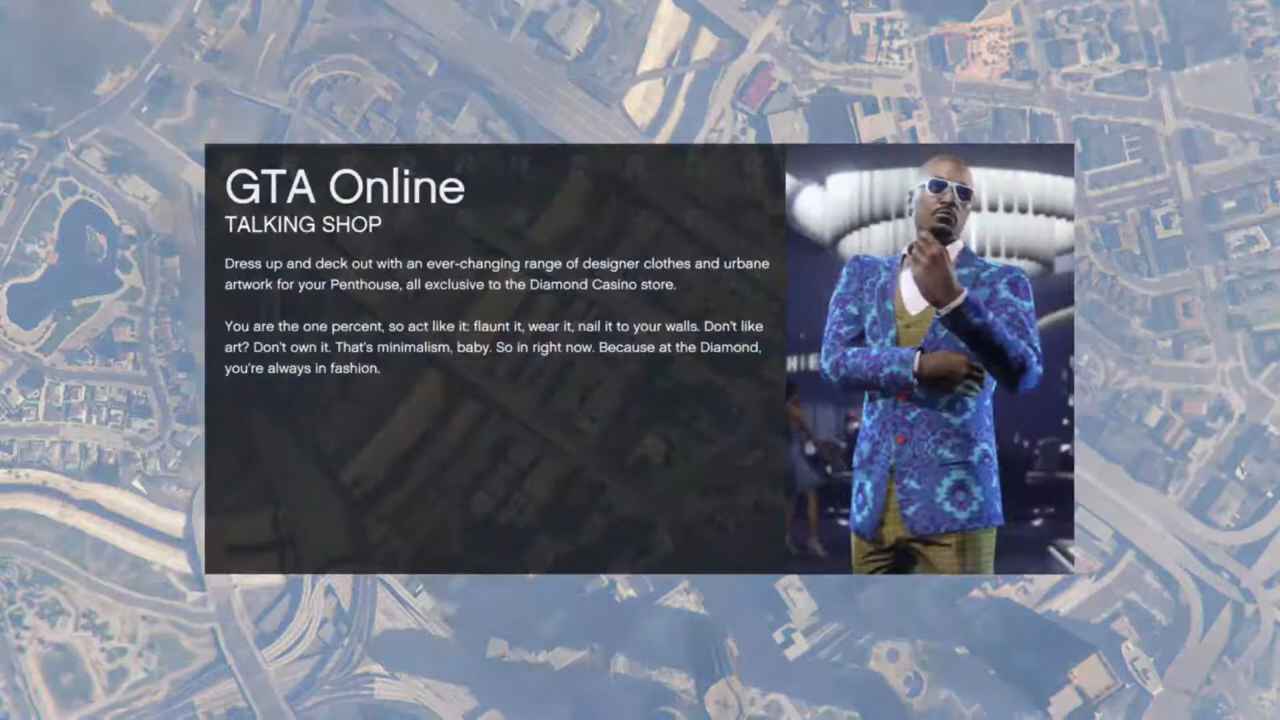 GTA Online
TALKING SHOP
Dress up and deck out with an ever-changing range of designer clothes and urbane
artwork for your Penthouse, all exclusive to the Diamond Casino store.
You are the one percent, so act like it: flaunt it, wear it, nail it to your walls. Don't like
art? Don't own it. That's minimalism, baby. So in right now. Because at the Diamond,
you're always in fashion.